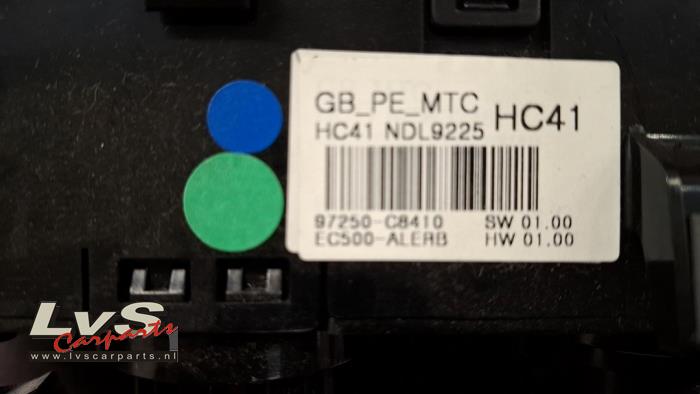 GB_PE_MTC HC41
HC41 NDL9225
97250-C8410 SW 01.00
EC500-ALERB HW 01.00
LvS
Carparts
www.lvscarparts.nl